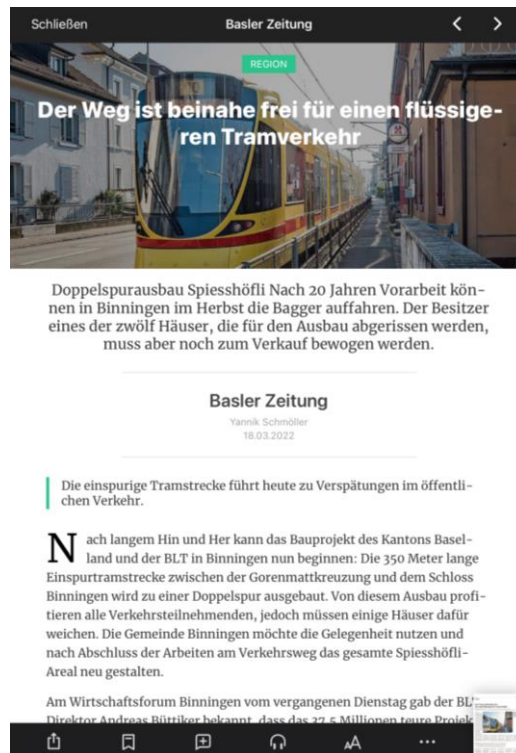 Schließen
Basler Zeitung
REGION
Der Weg ist beinahe frei für einen flüssige-
ren Tramverkehr
Doppelspurausbau Spiesshöfli Nach 20 Jahren Vorarbeit kön-
nen in Binningen im Herbst die Bagger auffahren. Der Besitzer
eines der zwölf Häuser, die für den Ausbau abgerissen werden,
muss aber noch zum Verkauf bewogen werden.
Basler Zeitung
Yannik Schmöller
18.03.2022
Die einspurige Tramstrecke führt heute zu Verspätungen im öffentli-
chen Verkehr.
Nach langem Hin und Her kann das Bauprojekt des Kantons Basel-
land und der BLT in Binningen nun beginnen: Die 350 Meter lange
Einspurtramstrecke zwischen der Gorenmattkreuzung und dem Schloss
Binningen wird zu einer Doppelspur ausgebaut. Von diesem Ausbau profi-
tieren alle Verkehrsteilnehmenden, jedoch müssen einige Häuser dafür
weichen. Die Gemeinde Binningen möchte die Gelegenheit nutzen und
nach Abschluss der Arbeiten am Verkehrsweg das gesamte Spiesshöfli-
Areal neu gestalten.
Am Wirtschaftsforum Binningen vom vergangenen Dienstag gab der
Direktor Andreas Büttiker bekannt, dass das 37,5 Millionen teure
AA